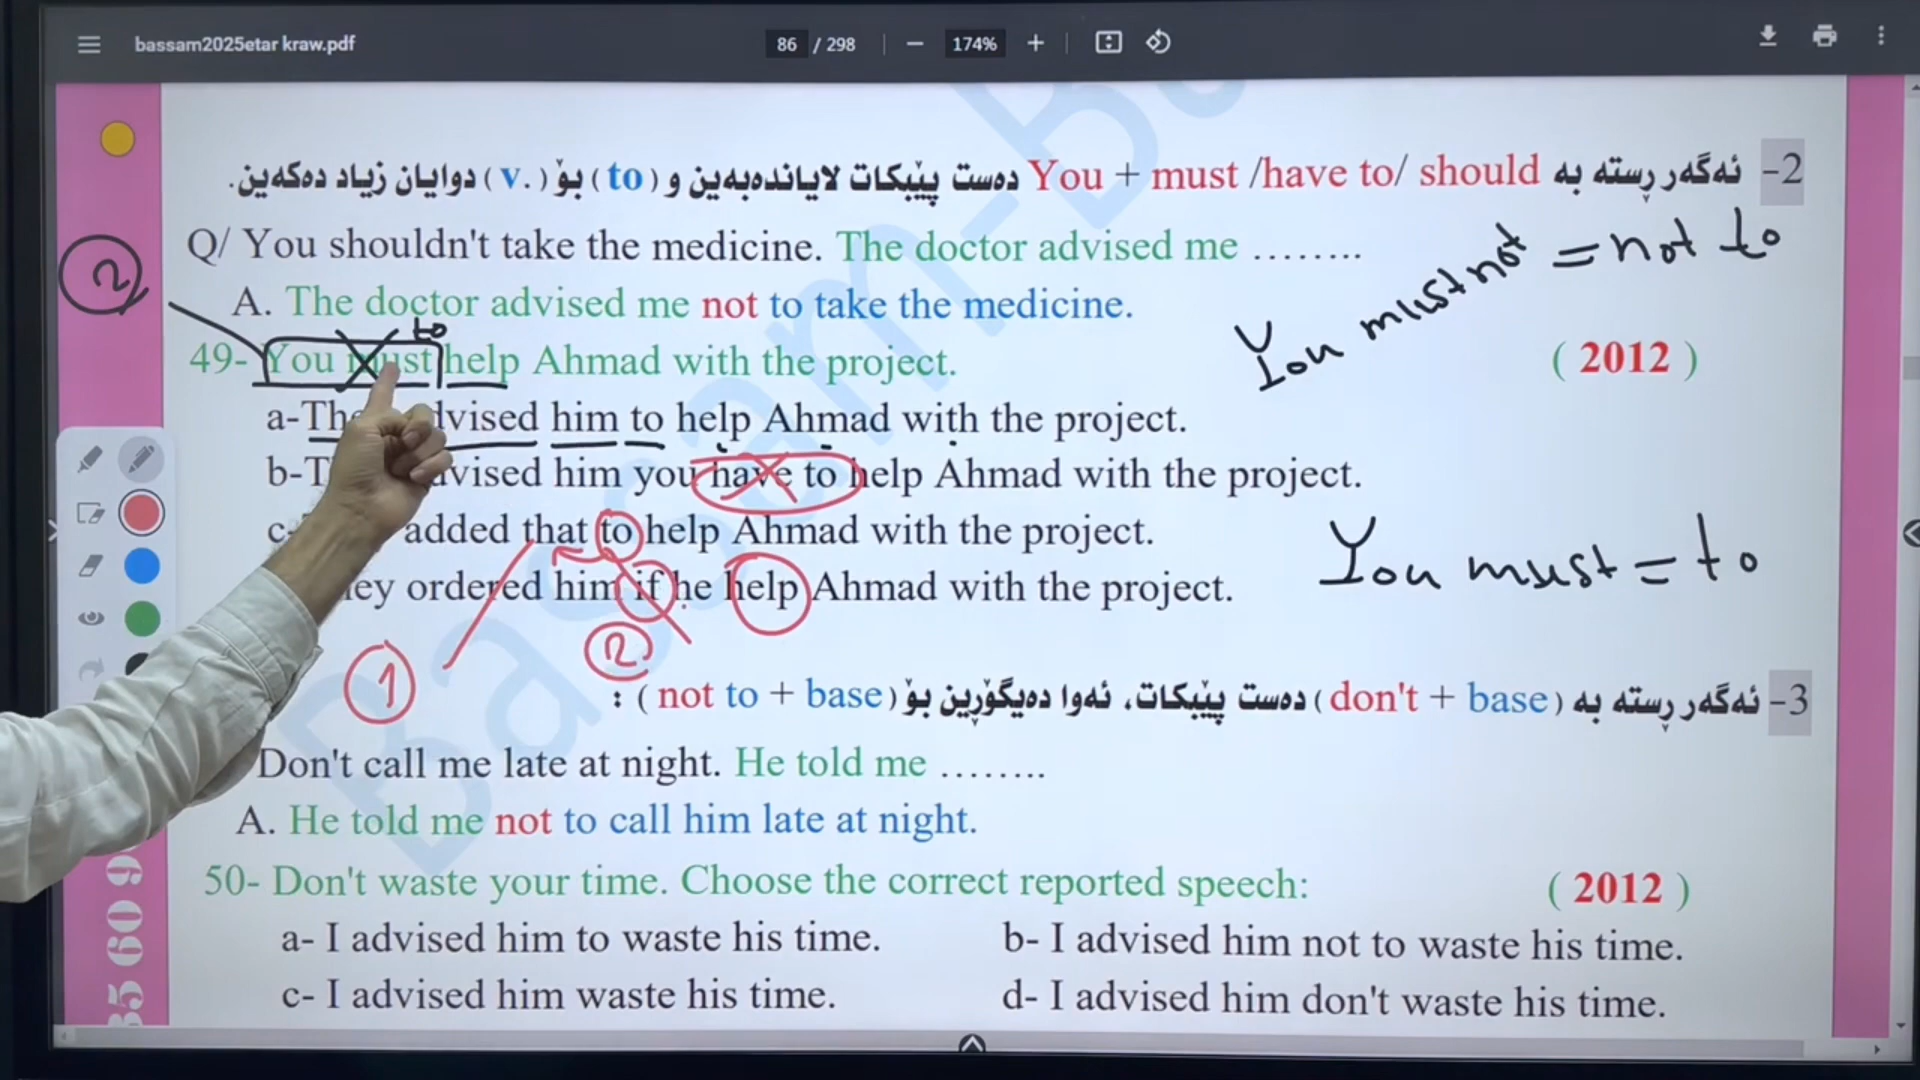 bassam2025etar kraw.pdf 86 / 298 174%
2- ئەگەر ڕستە بە You + must /have to/ should دەست پێبکات لایاندەبەین و (to) بۆ (v.) دوایان زیاد دەکەین.
Q/ You shouldn't take the medicine. The doctor advised me ........
You must not = not to
2
A. The doctor advised me not to take the medicine.
to
49- You must help Ahmad with the project. ( 2012 )
a- advised him to help Ahmad with the project.
b- him you have to help Ahmad with the project.
c- added that to help Ahmad with the project.
You must = to
ordered him if he help Ahmad with the project.
1 2
3- ئەگەر ڕستە بە (don't + base) دەست پێبکات، ئەوا دەیگۆڕین بۆ (not to + base) :
Don't call me late at night. He told me ........
A. He told me not to call him late at night.
50- Don't waste your time. Choose the correct reported speech: ( 2012 )
a- I advised him to waste his time. b- I advised him not to waste his time.
c- I advised him waste his time. d- I advised him don't waste his time.
Bassam-Ba